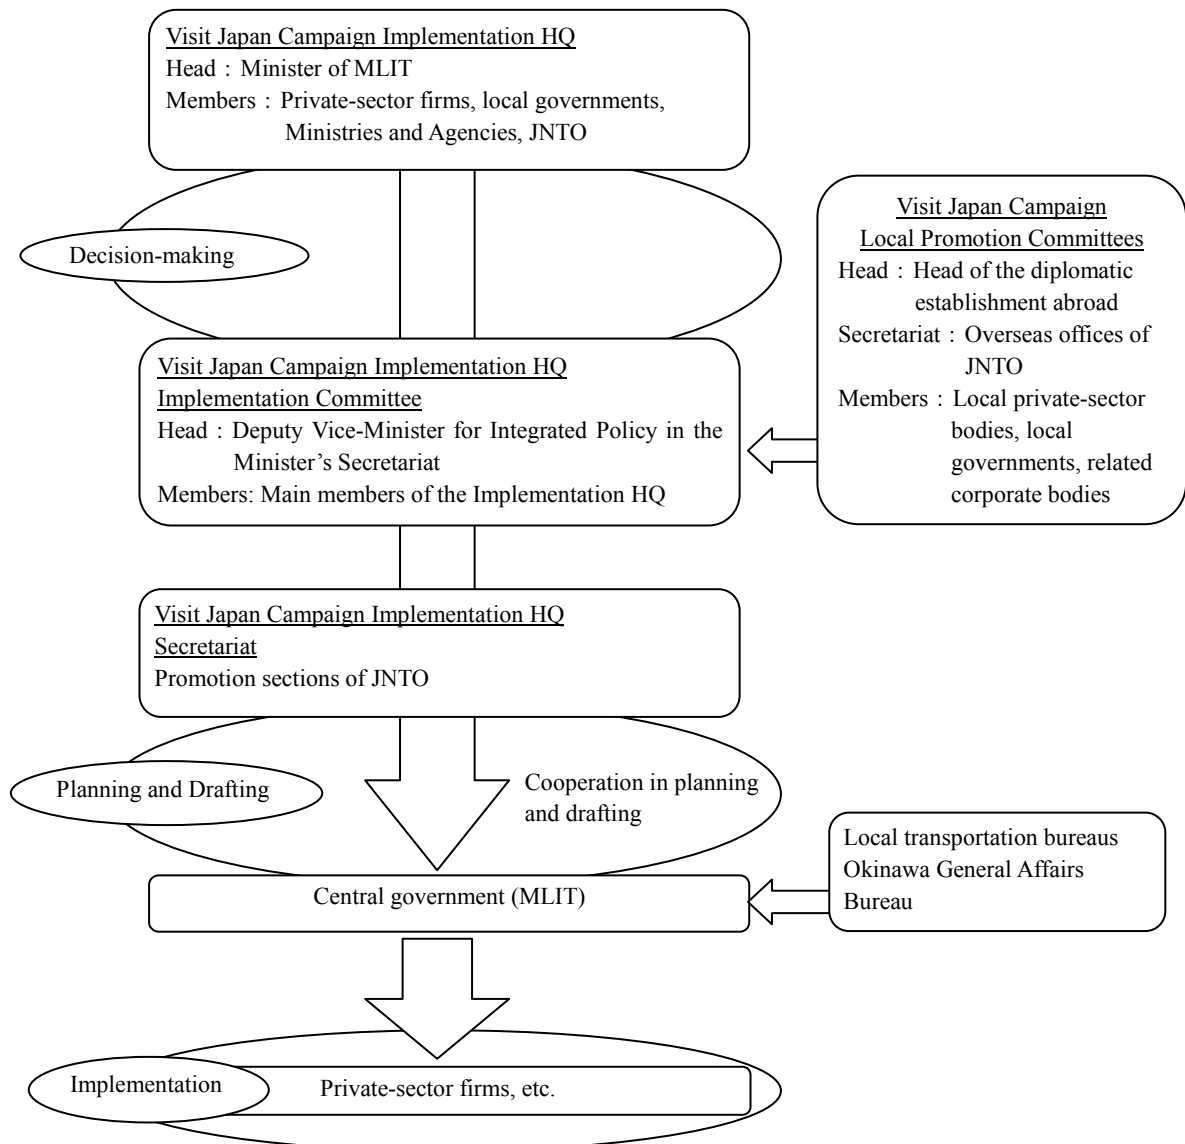 Visit Japan Campaign Implementation HQ
Head : Minister of MLIT
Members : Private-sector firms, local governments,
Ministries and Agencies, JNTO
Decision-making
Visit Japan Campaign
Local Promotion Committees
Head : Head of the diplomatic
establishment abroad
Secretariat : Overseas offices of
JNTO
Members : Local private-sector
bodies, local
governments, related
corporate bodies
Visit Japan Campaign Implementation HQ
Implementation Committee
Head : Deputy Vice-Minister for Integrated Policy in the
Minister’s Secretariat
Members: Main members of the Implementation HQ
Visit Japan Campaign Implementation HQ
Secretariat
Promotion sections of JNTO
Planning and Drafting
Cooperation in planning
and drafting
Local transportation bureaus
Okinawa General Affairs
Bureau
Central government (MLIT)
Implementation
Private-sector firms, etc.